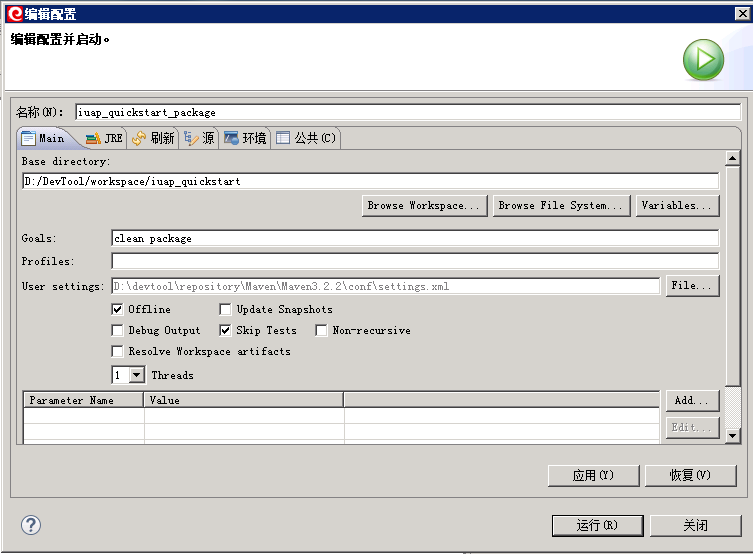 编辑配置
编辑配置并启动。
名称(N): iuap_quickstart_package
Main JRE 刷新 源 环境 公共(C)
Base directory:
D:/DevTool/workspace/iuap_quickstart
Browse Workspace... Browse File System... Variables...
Goals: clean package
Profiles:
User settings: D:\devtool\repository\Maven\Maven3.2.2\conf\settings.xml File...
Offline Update Snapshots
Debug Output Skip Tests Non-recursive
Resolve Workspace artifacts
1 Threads
Parameter Name Value Add...
Edit...
应用(Y) 恢复(V)
运行(R) 关闭